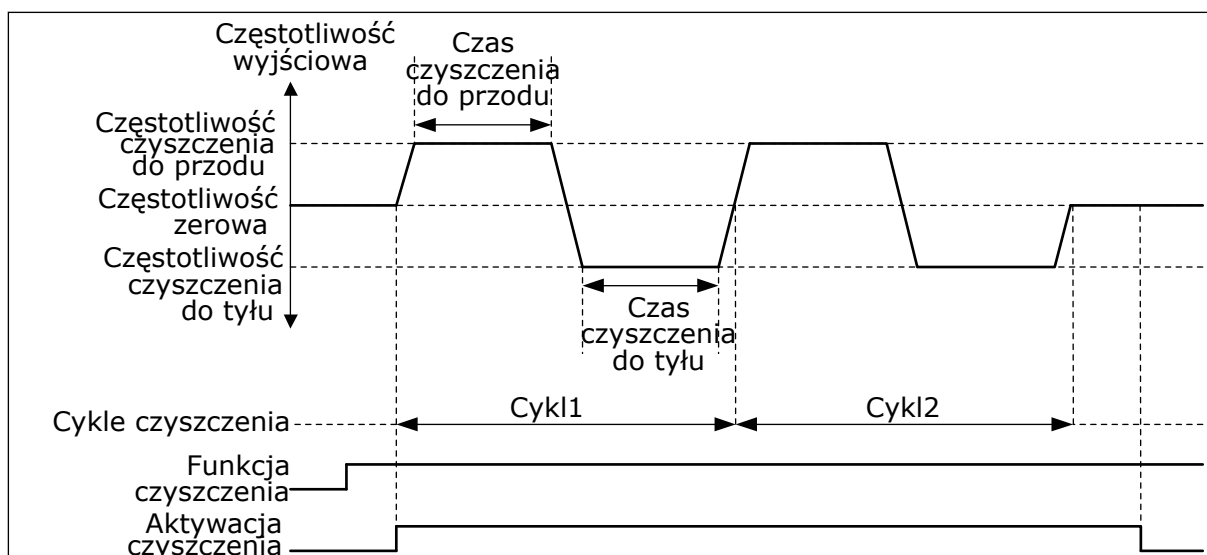 Częstotliwość
wyjściowa
Czas
czyszczenia
do przodu
Częstotliwość
czyszczenia
do przodu
Częstotliwość
zerowa
Częstotliwość
czyszczenia
do tyłu
Czas
czyszczenia
do tyłu
Cykle czyszczenia
Cykl1
Cykl2
Funkcja
czyszczenia
Aktywacja
czyszczenia